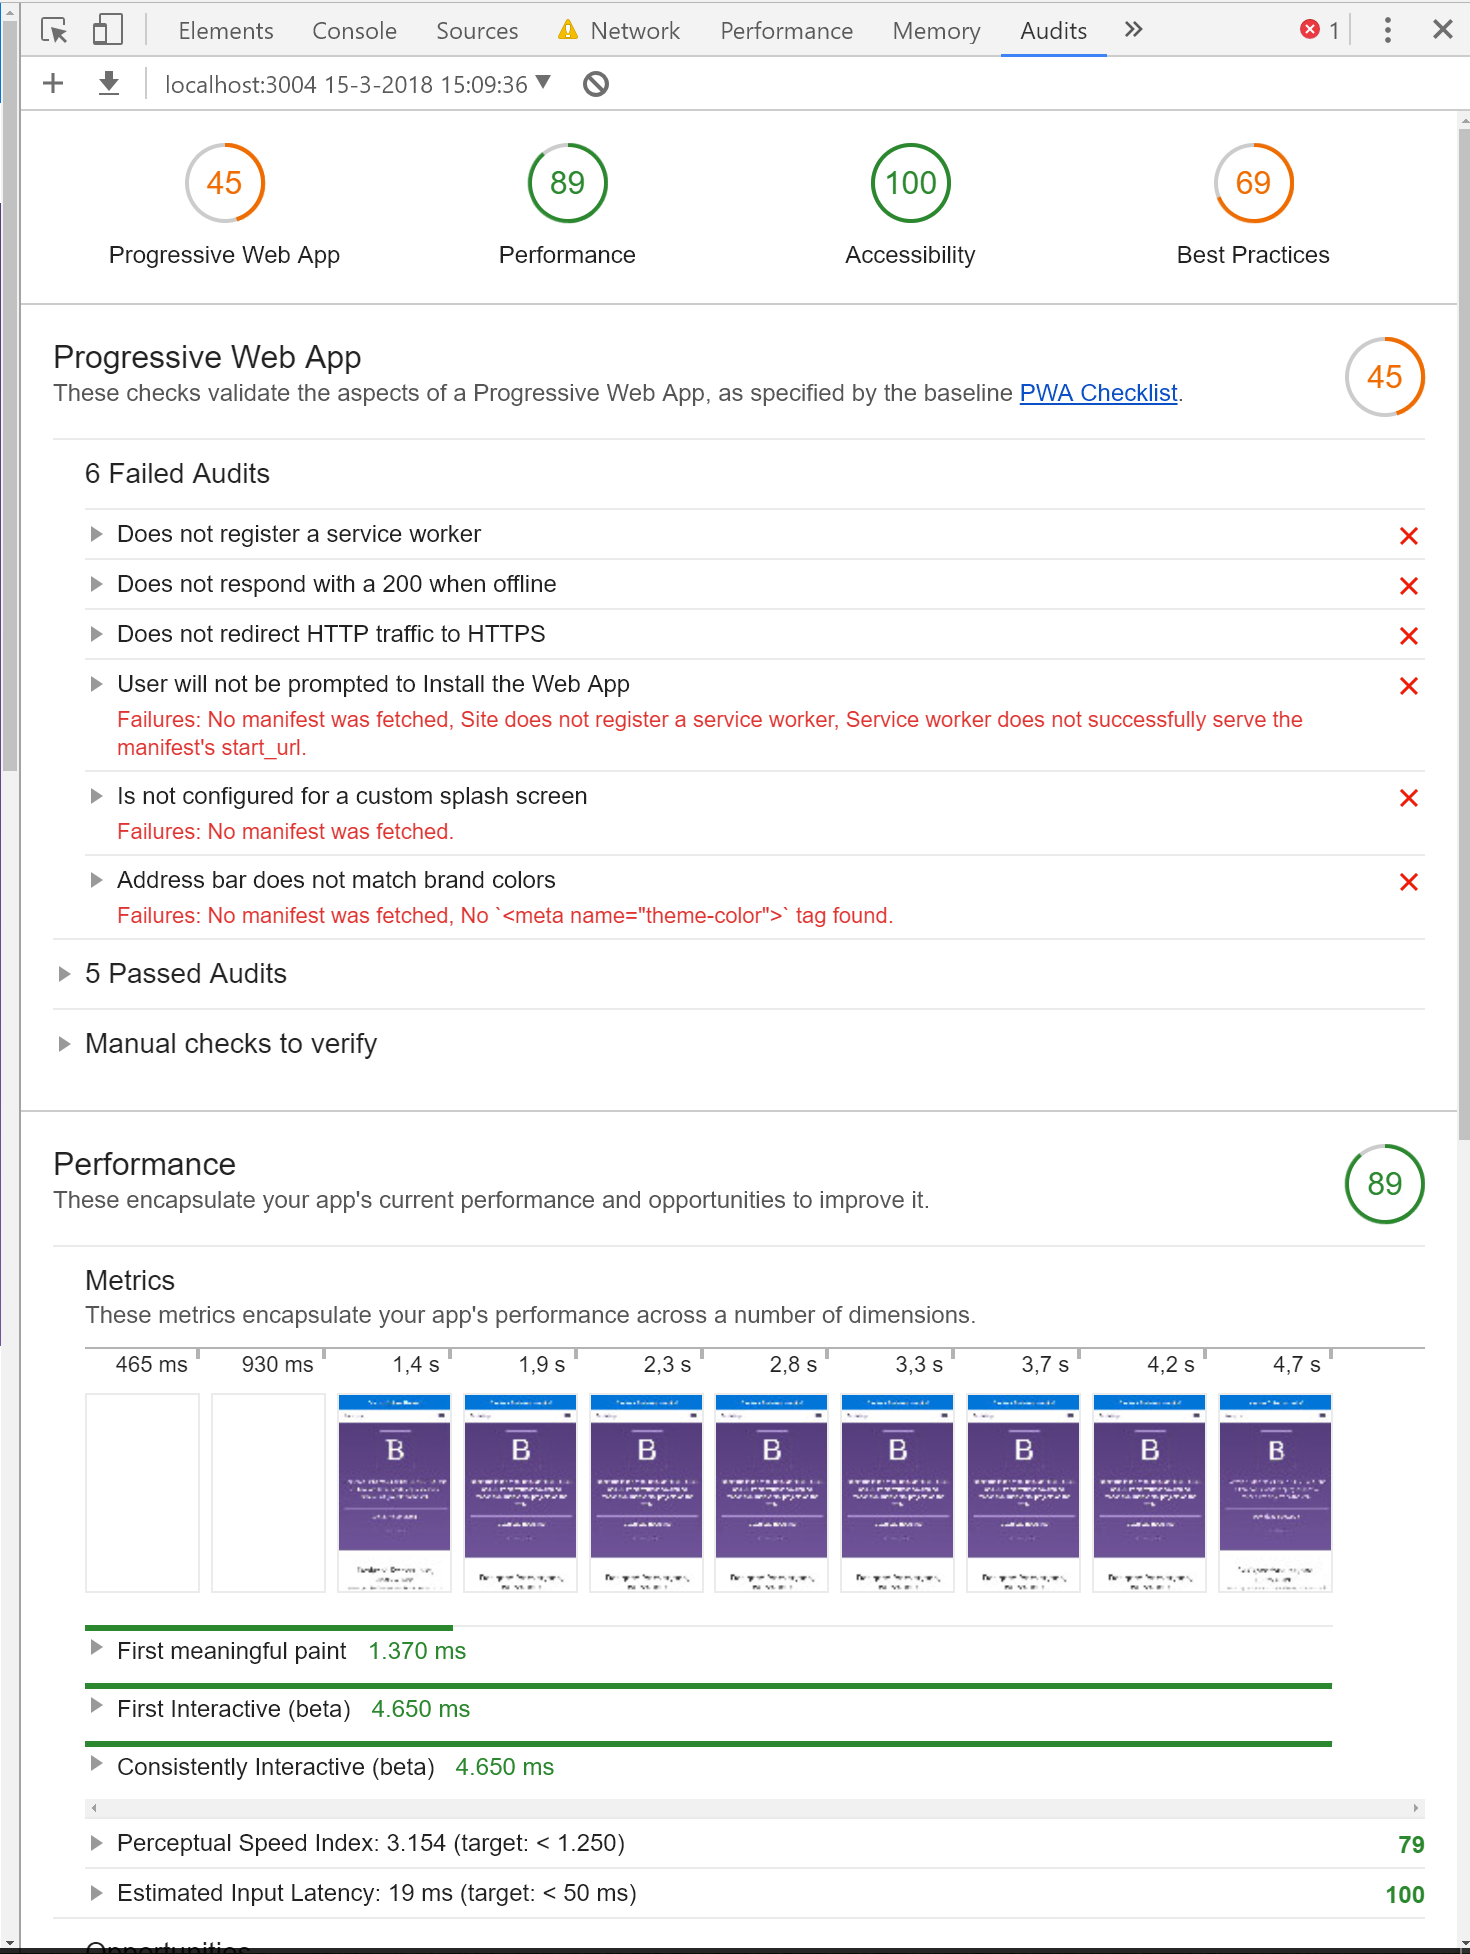 Elements Console Sources Network Performance Memory Audits 1
localhost:3004 15-3-2018 15:09:36
45 89 100 69
Progressive Web App Performance Accessibility Best Practices
Progressive Web App
These checks validate the aspects of a Progressive Web App, as specified by the baseline PWA Checklist.
45
6 Failed Audits
Does not register a service worker
Does not respond with a 200 when offline
Does not redirect HTTP traffic to HTTPS
User will not be prompted to Install the Web App
Failures: No manifest was fetched, Site does not register a service worker, Service worker does not successfully serve the
manifest's start_url.
Is not configured for a custom splash screen
Failures: No manifest was fetched.
Address bar does not match brand colors
Failures: No manifest was fetched, No `<meta name="theme-color">` tag found.
5 Passed Audits
Manual checks to verify
Performance
These encapsulate your app's current performance and opportunities to improve it.
89
Metrics
These metrics encapsulate your app's performance across a number of dimensions.
465 ms 930 ms 1,4 s 1,9 s 2,3 s 2,8 s 3,3 s 3,7 s 4,2 s 4,7 s
B B B B B B B B
First meaningful paint 1.370 ms
First Interactive (beta) 4.650 ms
Consistently Interactive (beta) 4.650 ms
Perceptual Speed Index: 3.154 (target: < 1.250) 79
Estimated Input Latency: 19 ms (target: < 50 ms) 100
Opportunities